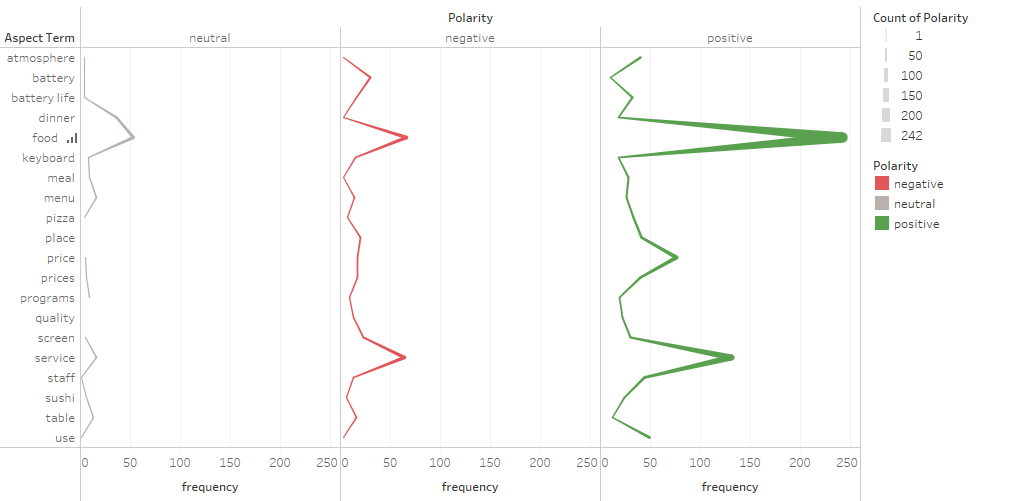 Polarity
Aspect Term neutral negative positive
atmosphere
battery
battery life
dinner
food
keyboard
meal
menu
pizza
place
price
prices
programs
quality
screen
service
staff
sushi
table
use
0 50 100 150 200 250 0 50 100 150 200 250 0 50 100 150 200 250
frequency frequency frequency
Count of Polarity
1
50
100
150
200
242
Polarity
negative
neutral
positive